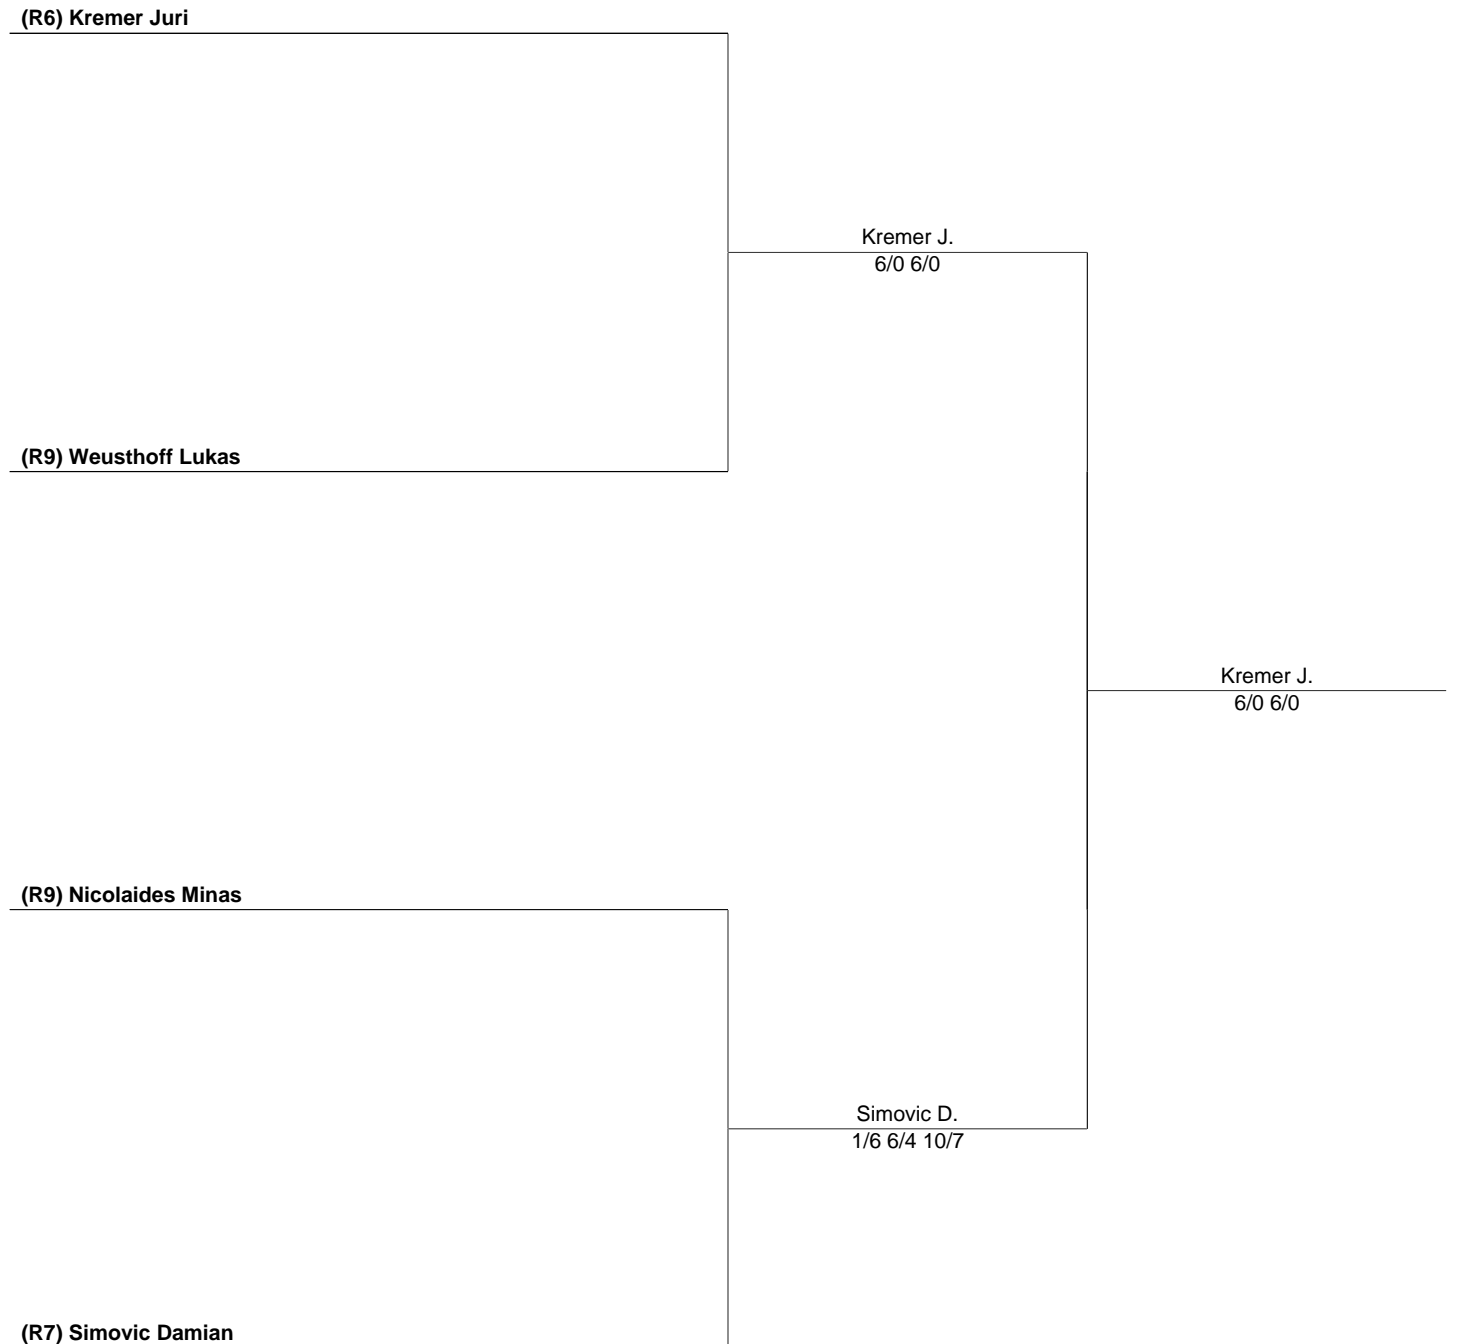 (R6) Kremer Juri
Kremer J.
6/0 6/0
(R9) Weusthoff Lukas
Kremer J.
6/0 6/0
(R9) Nicolaides Minas
Simovic D.
1/6 6/4 10/7
(R7) Simovic Damian